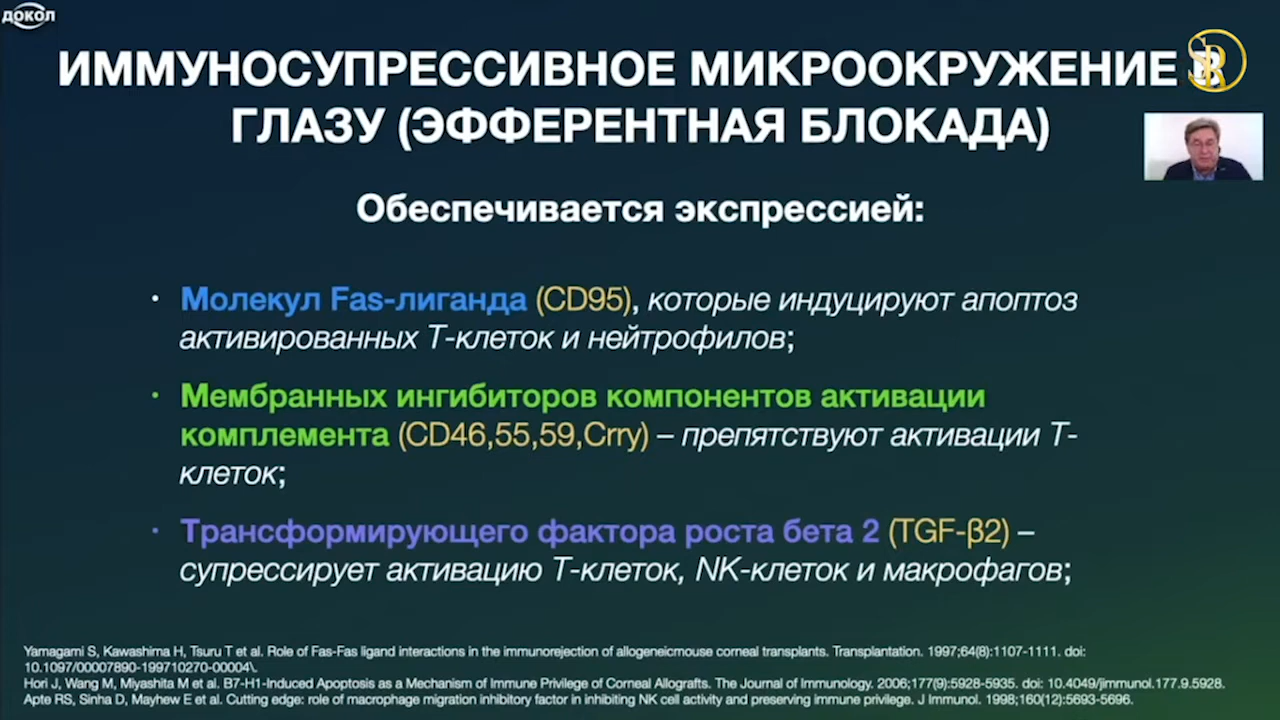 ДОКОЛ
ИММУНОСУПРЕССИВНОЕ МИКРООКРУЖЕНИЕ В
ГЛАЗУ (ЭФФЕРЕНТНАЯ БЛОКАДА)
Обеспечивается экспрессией:
· Молекул Fas-лиганда (CD95), которые индуцируют апоптоз
активированных Т-клеток и нейтрофилов;
· Мембранных ингибиторов компонентов активации
комплемента (CD46,55,59,Crry) – препятствуют активации Т-
клеток;
· Трансформирующего фактора роста бета 2 (TGF-β2) –
супрессирует активацию Т-клеток, NK-клеток и макрофагов;
Yamagami S, Kawashima H, Tsuru T et al. Role of Fas-Fas ligand interactions in the immunorejection of allogeneicmouse corneal transplants. Transplantation. 1997;64(8):1107-1111. doi:
10.1097/00007890-199710270-00004\.
Hori J, Wang M, Miyashita M et al. B7-H1-Induced Apoptosis as a Mechanism of Immune Privilege of Corneal Allografts. The Journal of Immunology. 2006;177(9):5928-5935. doi: 10.4049/jimmunol.177.9.5928.
Apte RS, Sinha D, Mayhew E et al. Cutting edge: role of macrophage migration inhibitory factor in inhibiting NK cell activity and preserving immune privilege. J Immunol. 1998;160(12):5693-5696.